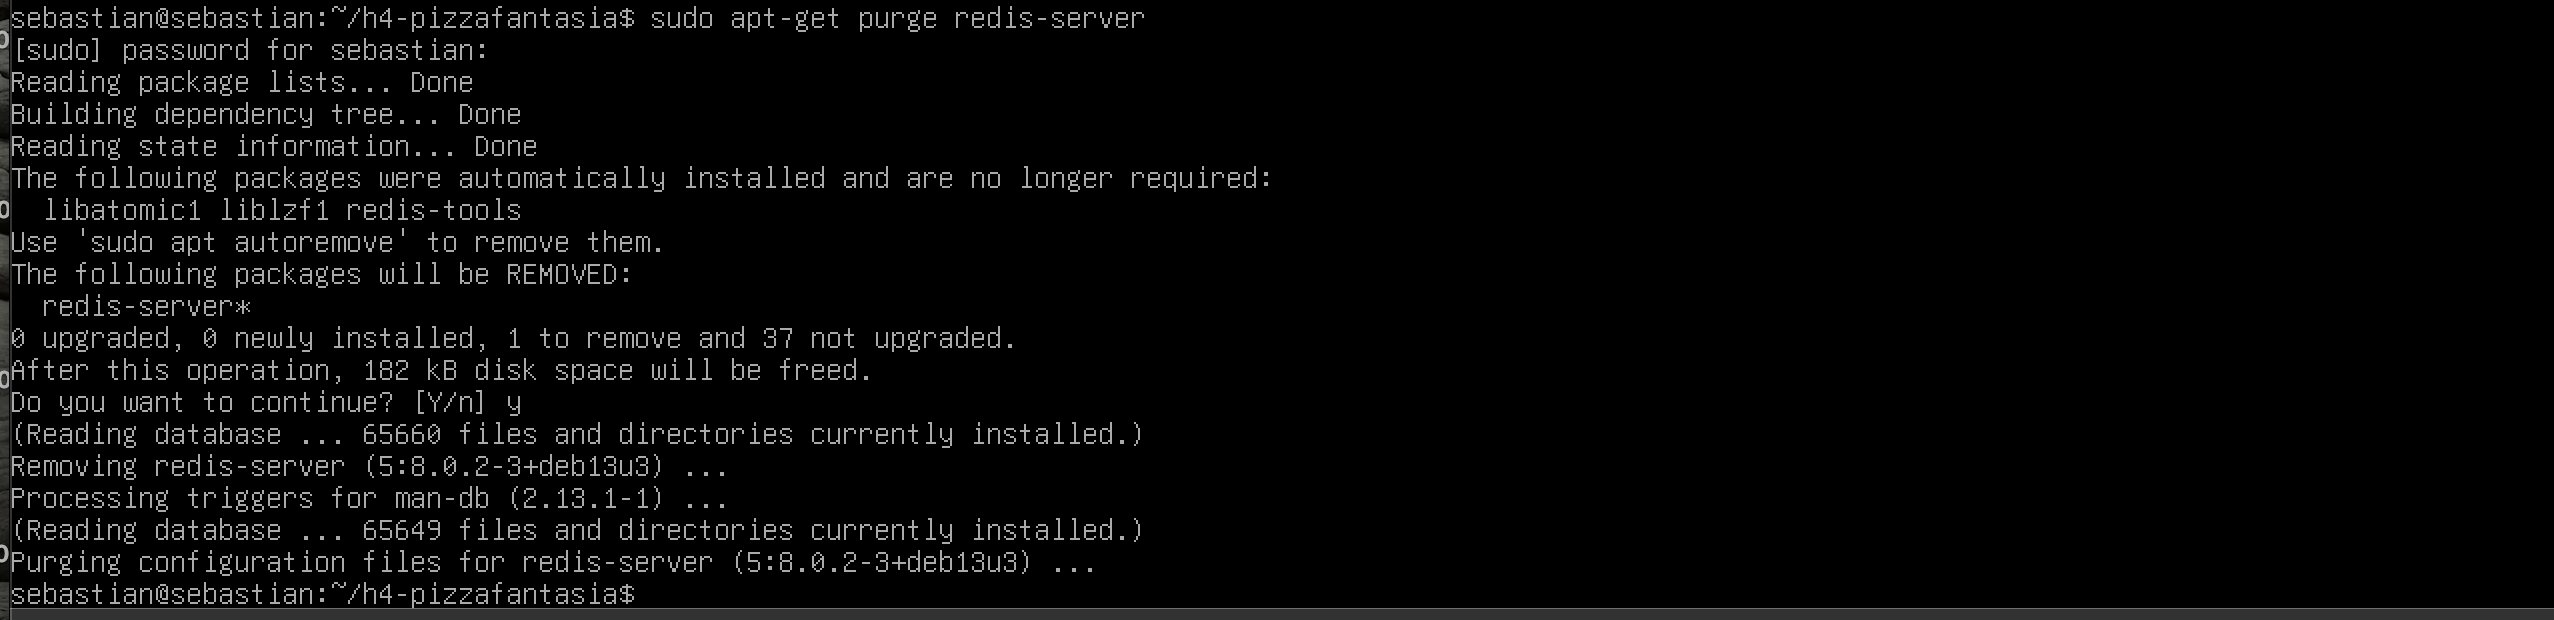 sebastian@sebastian:~/h4-pizzafantasia$ sudo apt-get purge redis-server
[sudo] password for sebastian:
Reading package lists... Done
Building dependency tree... Done
Reading state information... Done
The following packages were automatically installed and are no longer required:
  libatomic1 liblzf1 redis-tools
Use 'sudo apt autoremove' to remove them.
The following packages will be REMOVED:
  redis-server*
0 upgraded, 0 newly installed, 1 to remove and 37 not upgraded.
After this operation, 182 kB disk space will be freed.
Do you want to continue? [Y/n] y
(Reading database ... 65660 files and directories currently installed.)
Removing redis-server (5:8.0.2-3+deb13u3) ...
Processing triggers for man-db (2.13.1-1) ...
(Reading database ... 65649 files and directories currently installed.)
Purging configuration files for redis-server (5:8.0.2-3+deb13u3) ...
sebastian@sebastian:~/h4-pizzafantasia$